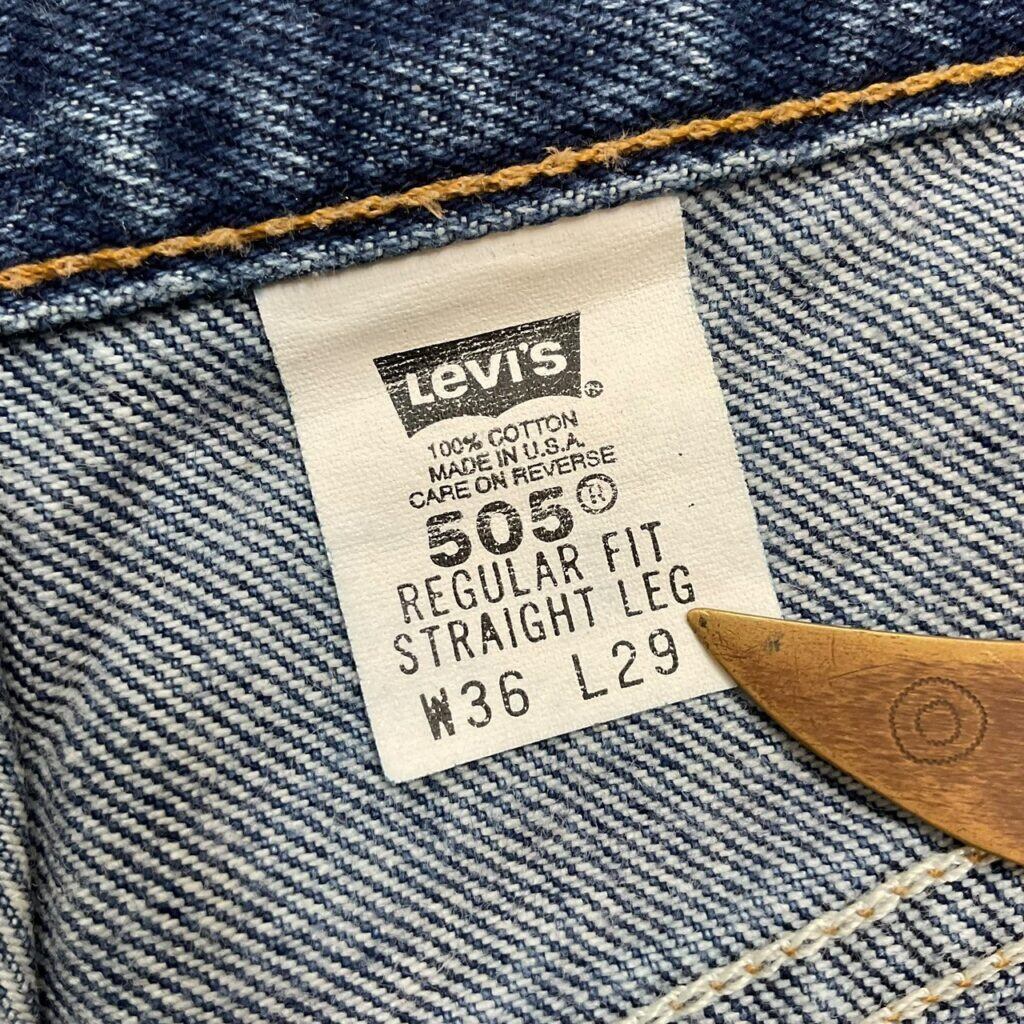 Levi's ®
100% COTTON
MADE IN U.S.A.
CARE ON REVERSE
505®
REGULAR FIT
STRAIGHT LEG
W36 L29